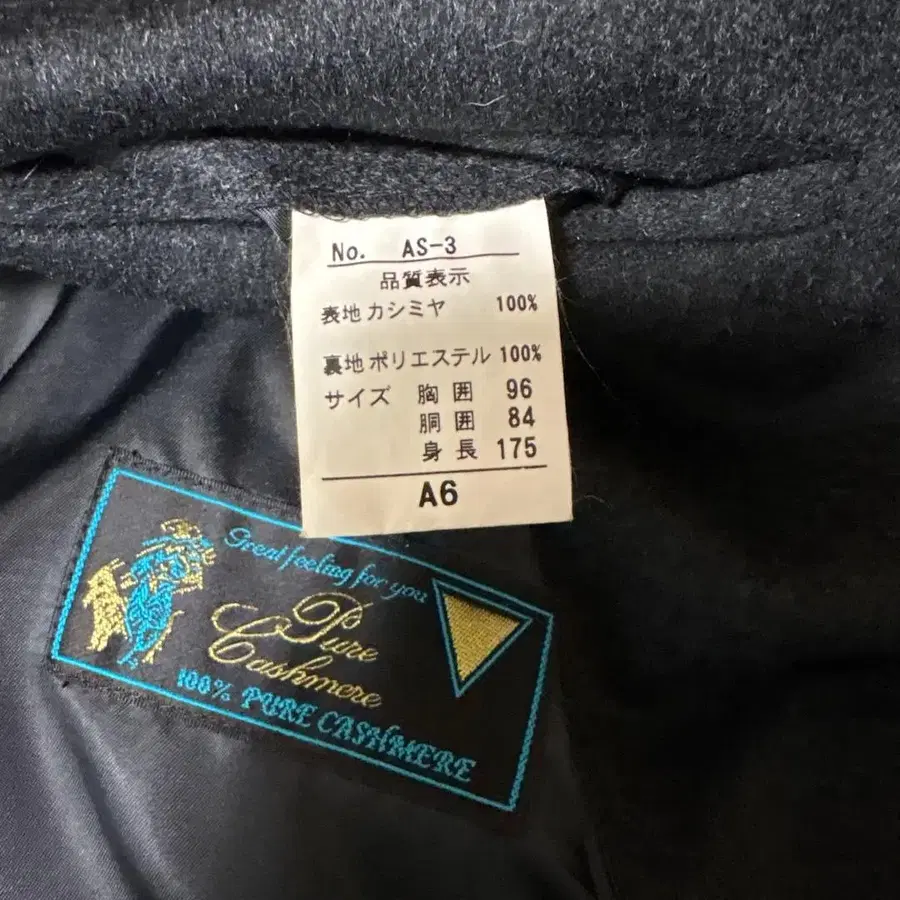 No. AS-3
品質表示
表地 カシミヤ 100%
裏地 ポリエステル 100%
サイズ 胸囲 96
胴囲 84
身長 175
A6
Great feeling for you
Pure
Cashmere
100% PURE CASHMERE